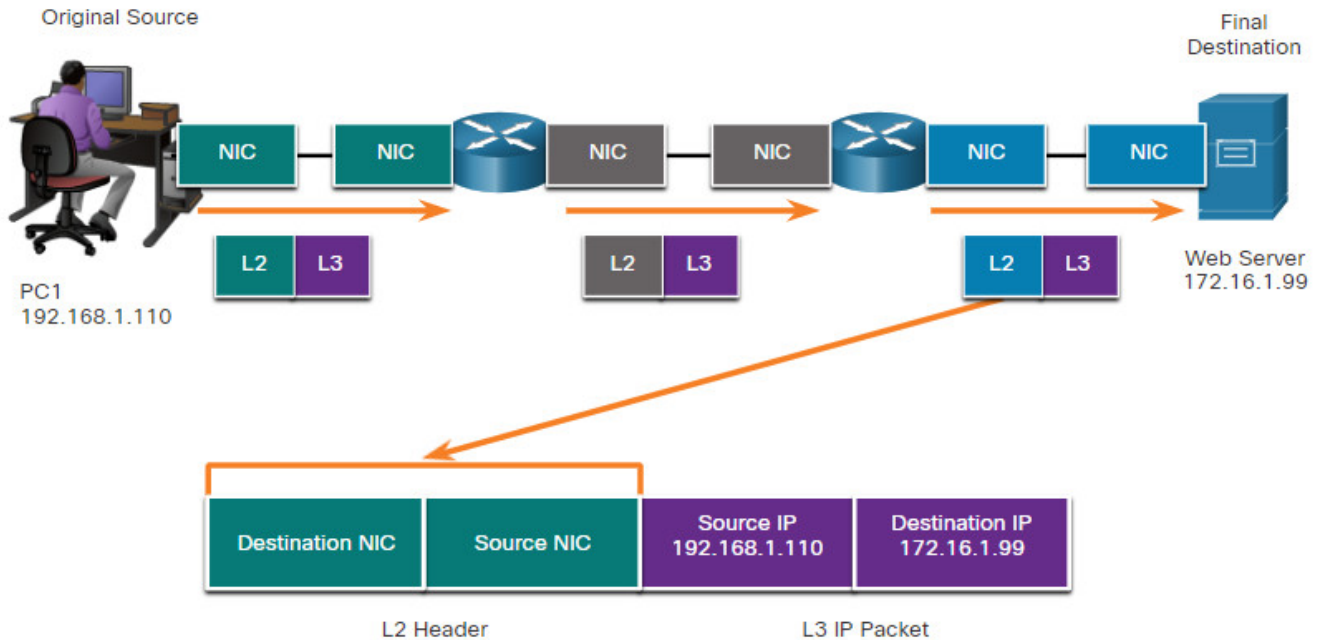 Original Source
Final
Destination
NIC
NIC
NIC
NIC
NIC
NIC
L2 L3
L2 L3
L2 L3
PC1
192.168.1.110
Web Server
172.16.1.99
Destination NIC
Source NIC
Source IP
192.168.1.110
Destination IP
172.16.1.99
L2 Header
L3 IP Packet